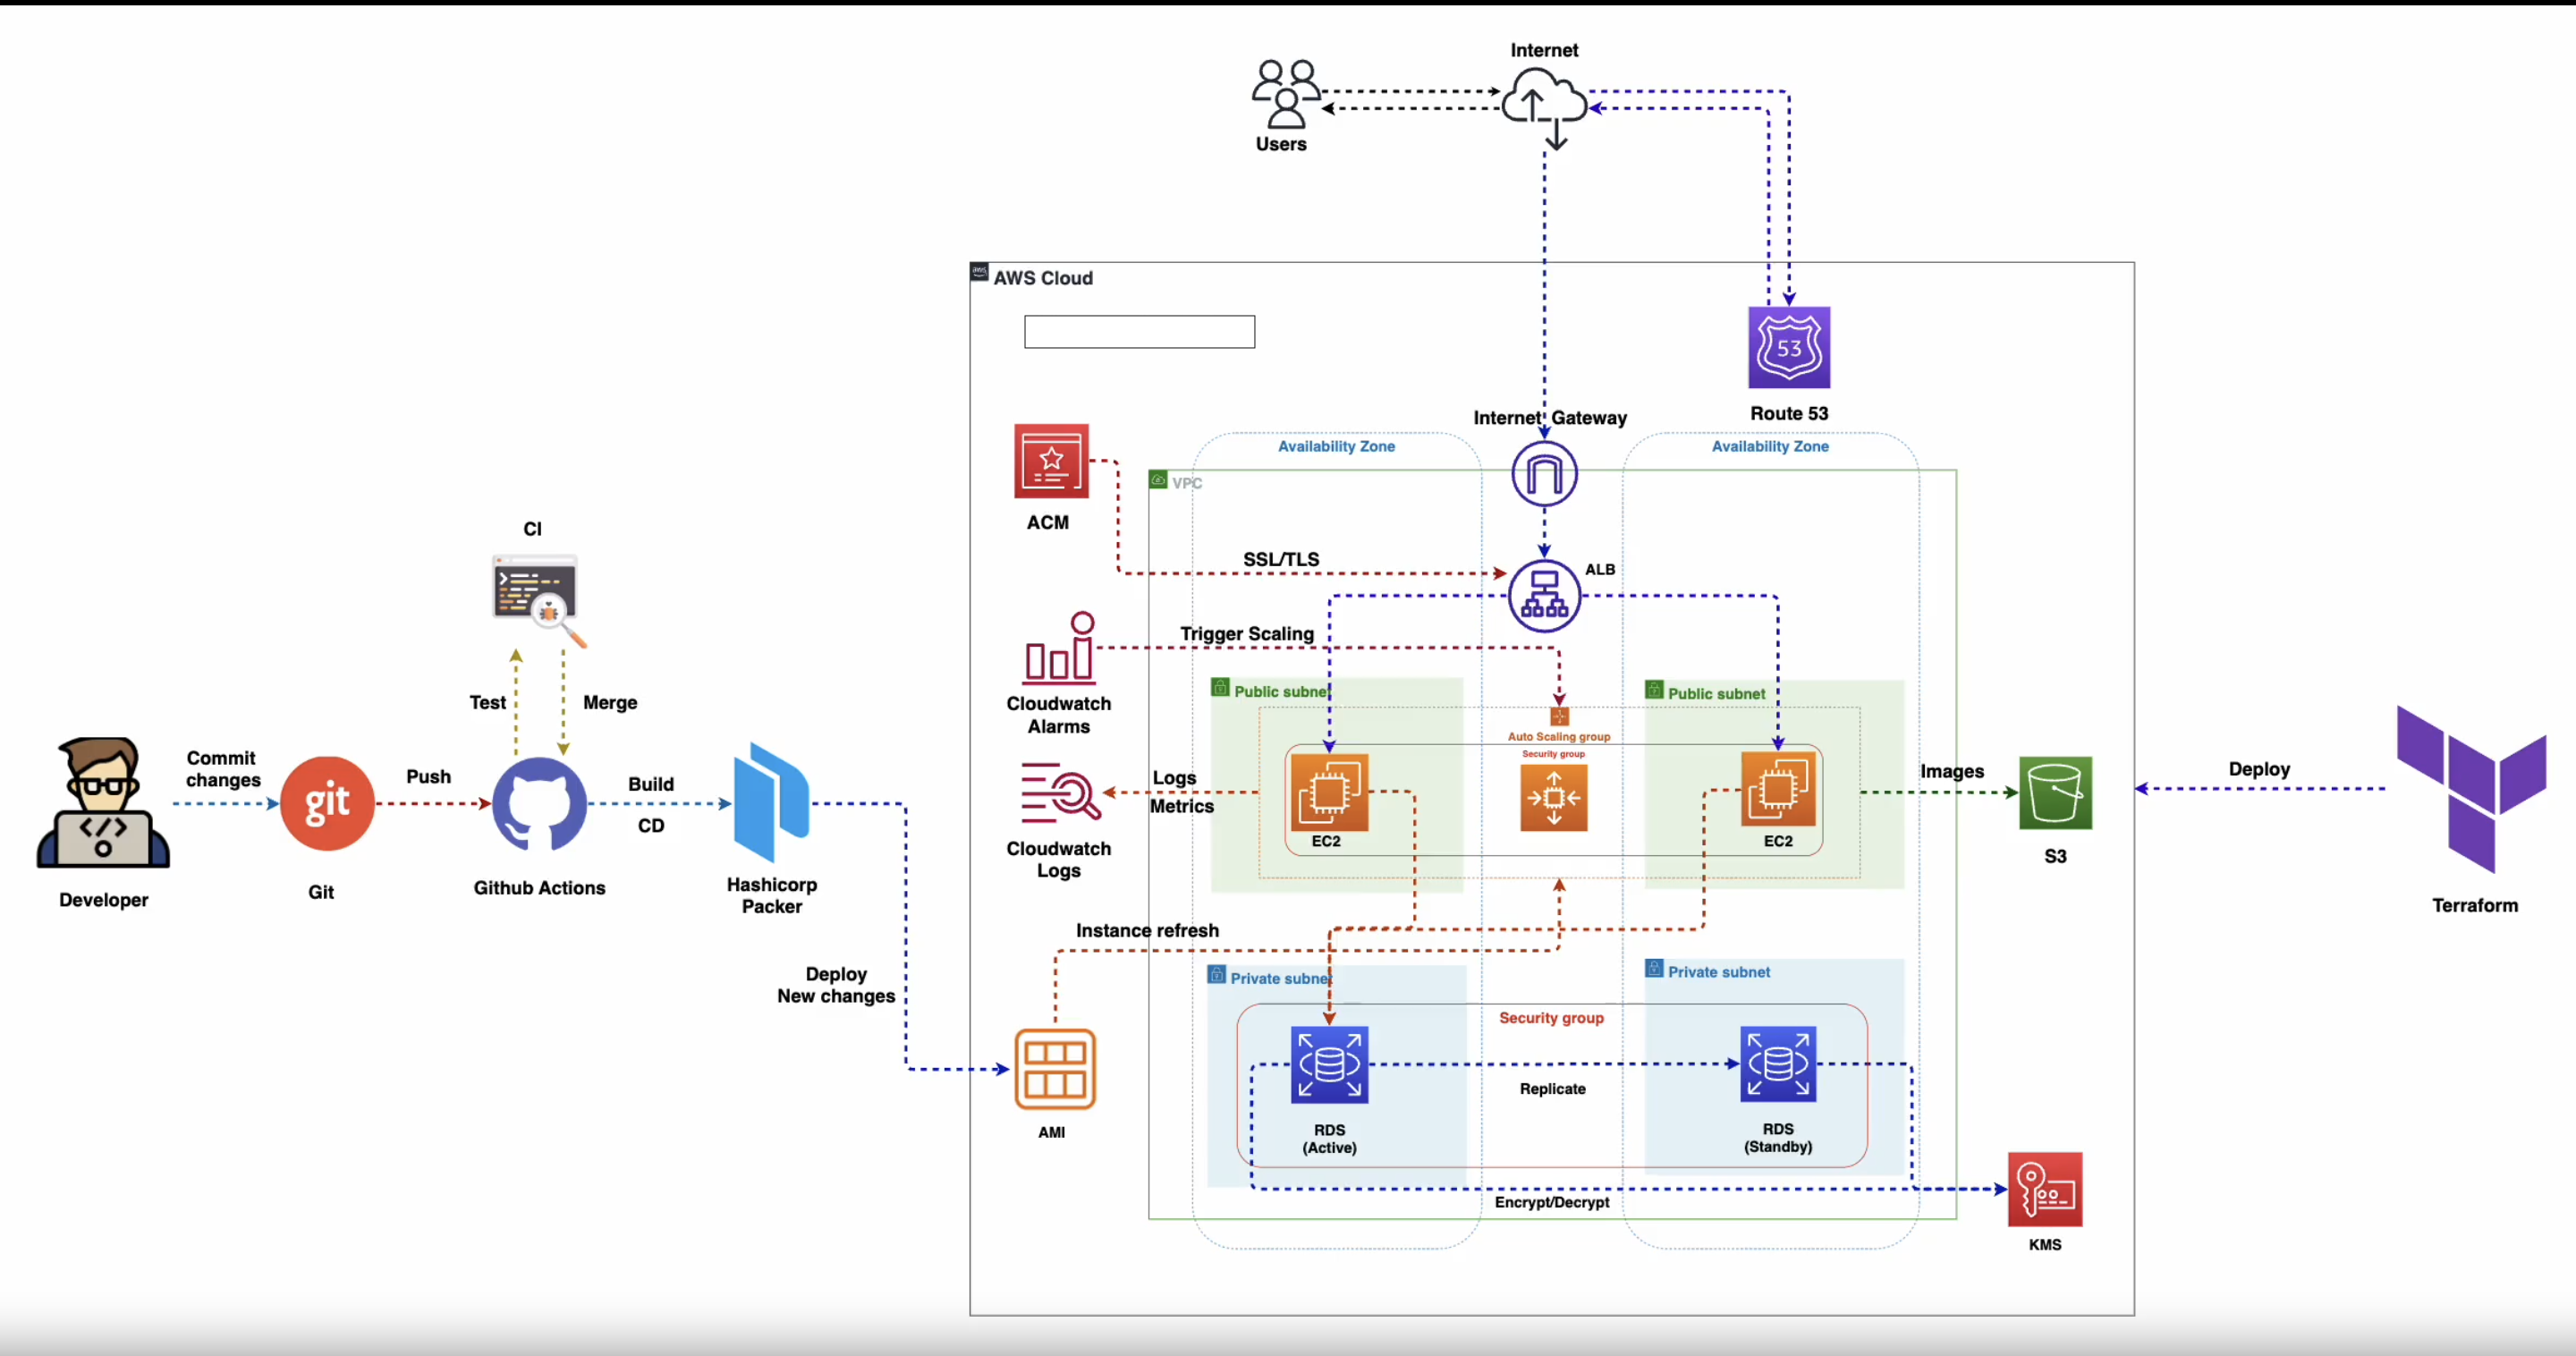 Internet
Users
AWS Cloud
aws
53
Route 53
Internet Gateway
Availability Zone
Availability Zone
VPC
ACM
SSL/TLS
ALB
CI
Trigger Scaling
Cloudwatch
Alarms
Public subnet
Public subnet
Auto Scaling group
Security group
Test
Merge
Commit
changes
git
Push
Build
CD
Logs
Metrics
EC2
EC2
Images
S3
Deploy
Cloudwatch
Logs
Developer
Git
Github Actions
Hashicorp
Packer
Terraform
Instance refresh
Deploy
New changes
Private subnet
Private subnet
Security group
Replicate
AMI
RDS
(Active)
RDS
(Standby)
Encrypt/Decrypt
KMS